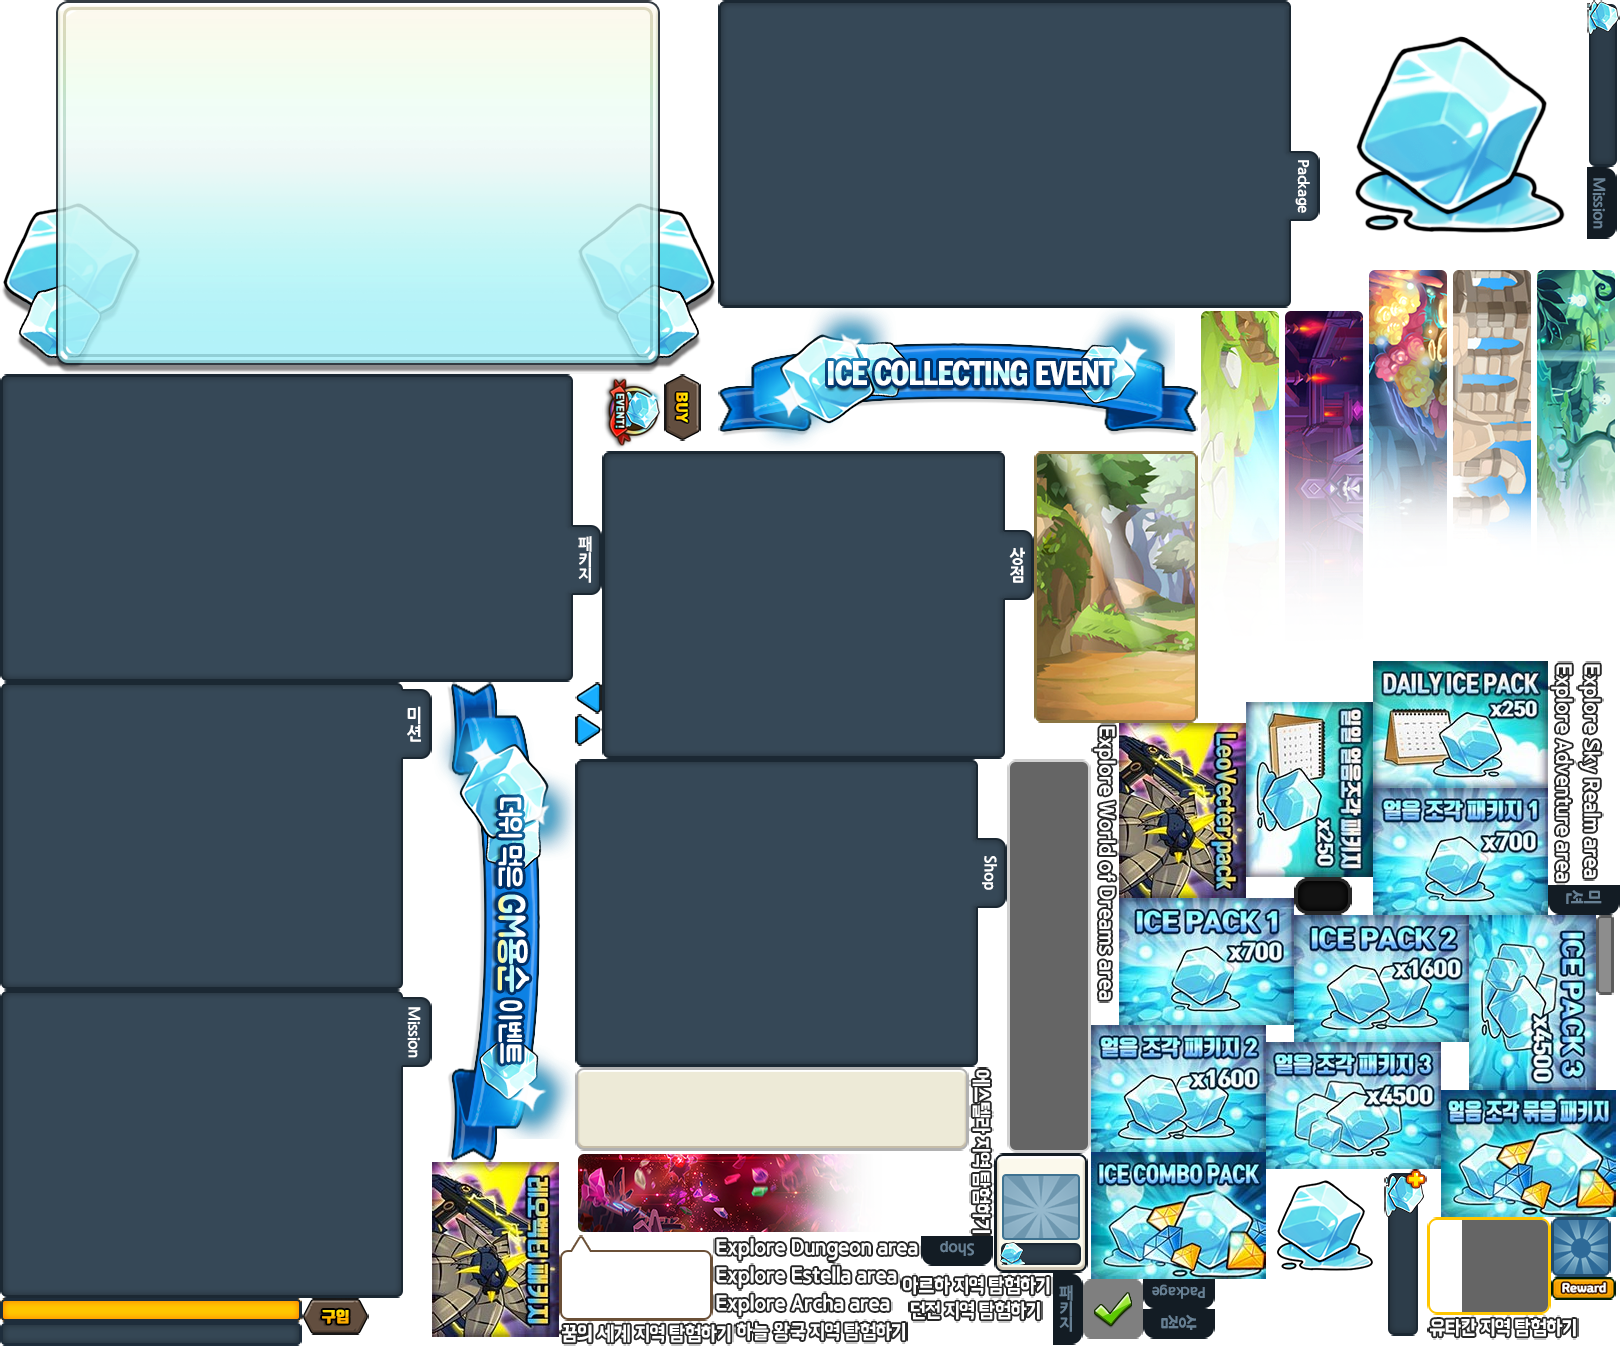 Package
Mission
ICE COLLECTING EVENT
EVENT!
BUY
패키지
상점
미션
더위 먹은 GM용수 이벤트
Shop
Mission
DAILY ICE PACK
x250
일일 얼음조각 패키지
x250
얼음 조각 패키지 1
x700
Explore Sky Realm area
Explore Adventure area
Explore World of Dreams area
LeoVecter pack
미션
ICE PACK 1
x700
ICE PACK 2
x1600
ICE PACK 3
x4500
얼음 조각 패키지 2
x1600
얼음 조각 패키지 3
x4500
얼음 조각 묶음 패키지
ICE COMBO PACK
에스텔라 지역 탐험하기
레오벡터 패키지
Explore Dungeon area
Shop
Explore Estella area
아르하 지역 탐험하기
Explore Archa area
던전 지역 탐험하기
꿈의 세계 지역 탐험하기
하늘 왕국 지역 탐험하기
패키지
Package
상점
구입
Reward
유타칸 지역 탐험하기